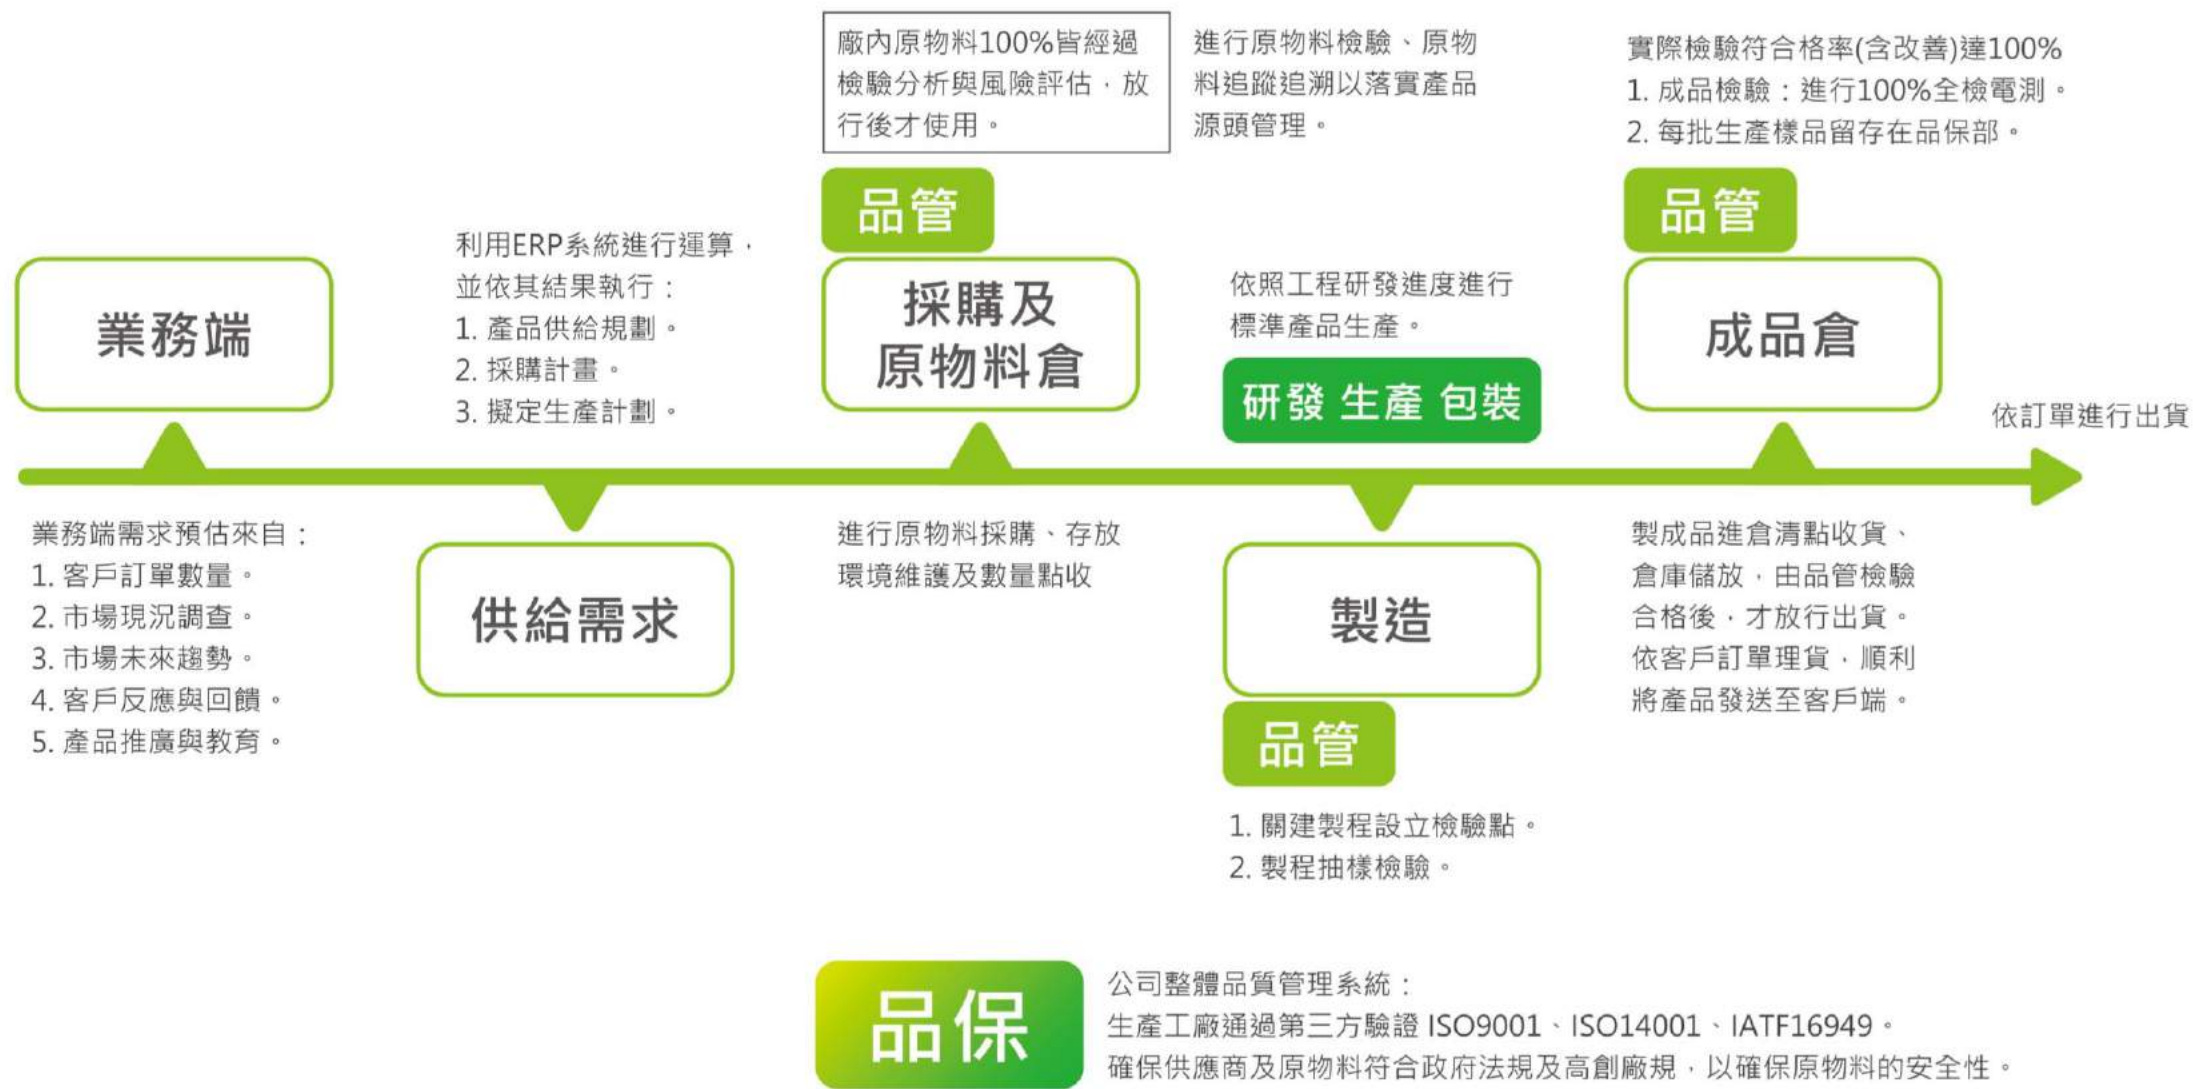 業務端
業務端需求預估來自：
1. 客戶訂單數量。
2. 市場現況調查。
3. 市場未來趨勢。
4. 客戶反應與回饋。
5. 產品推廣與教育。
利用ERP系統進行運算，
並依其結果執行：
1. 產品供給規劃。
2. 採購計畫。
3. 擬定生產計劃。
供給需求
廠內原物料100%皆經過
檢驗分析與風險評估，放
行後才使用。
品管
採購及
原物料倉
進行原物料採購、存放
環境維護及數量點收
進行原物料檢驗、原物
料追蹤追溯以落實產品
源頭管理。
依照工程研發進度進行
標準產品生產。
研發 生產 包裝
製造
品管
1. 關建製程設立檢驗點。
2. 製程抽樣檢驗。
實際檢驗符合格率(含改善)達100%
1. 成品檢驗：進行100%全檢電測。
2. 每批生產樣品留存在品保部。
品管
成品倉
製成品進倉清點收貨、
倉庫儲放，由品管檢驗
合格後，才放行出貨。
依客戶訂單理貨，順利
將產品發送至客戶端。
依訂單進行出貨
品保
公司整體品質管理系統：
生產工廠通過第三方驗證 ISO9001、ISO14001、IATF16949。
確保供應商及原物料符合政府法規及高創廠規，以確保原物料的安全性。